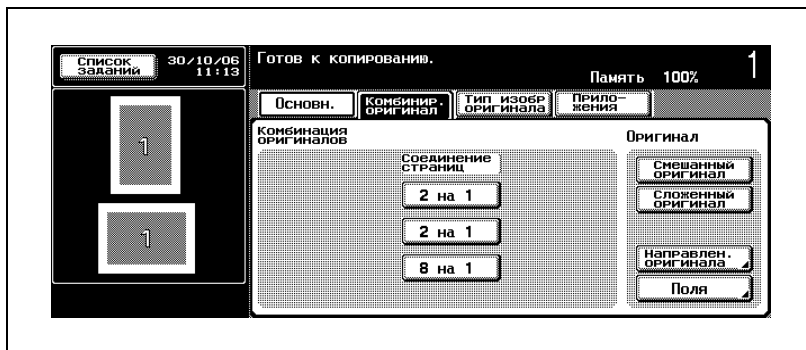 Список заданий
30/10/06
11:13
Готов к копированию.
Память 100%
1
Основн.
Комбинир. оригинал
Тип изобр оригинала
Прило-
жения
1
1
Комбинация
оригиналов
Соединение
страниц
2 на 1
2 на 1
8 на 1
Оригинал
Смешанный
оригинал
Сложенный
оригинал
Направлен.
оригинала
Поля